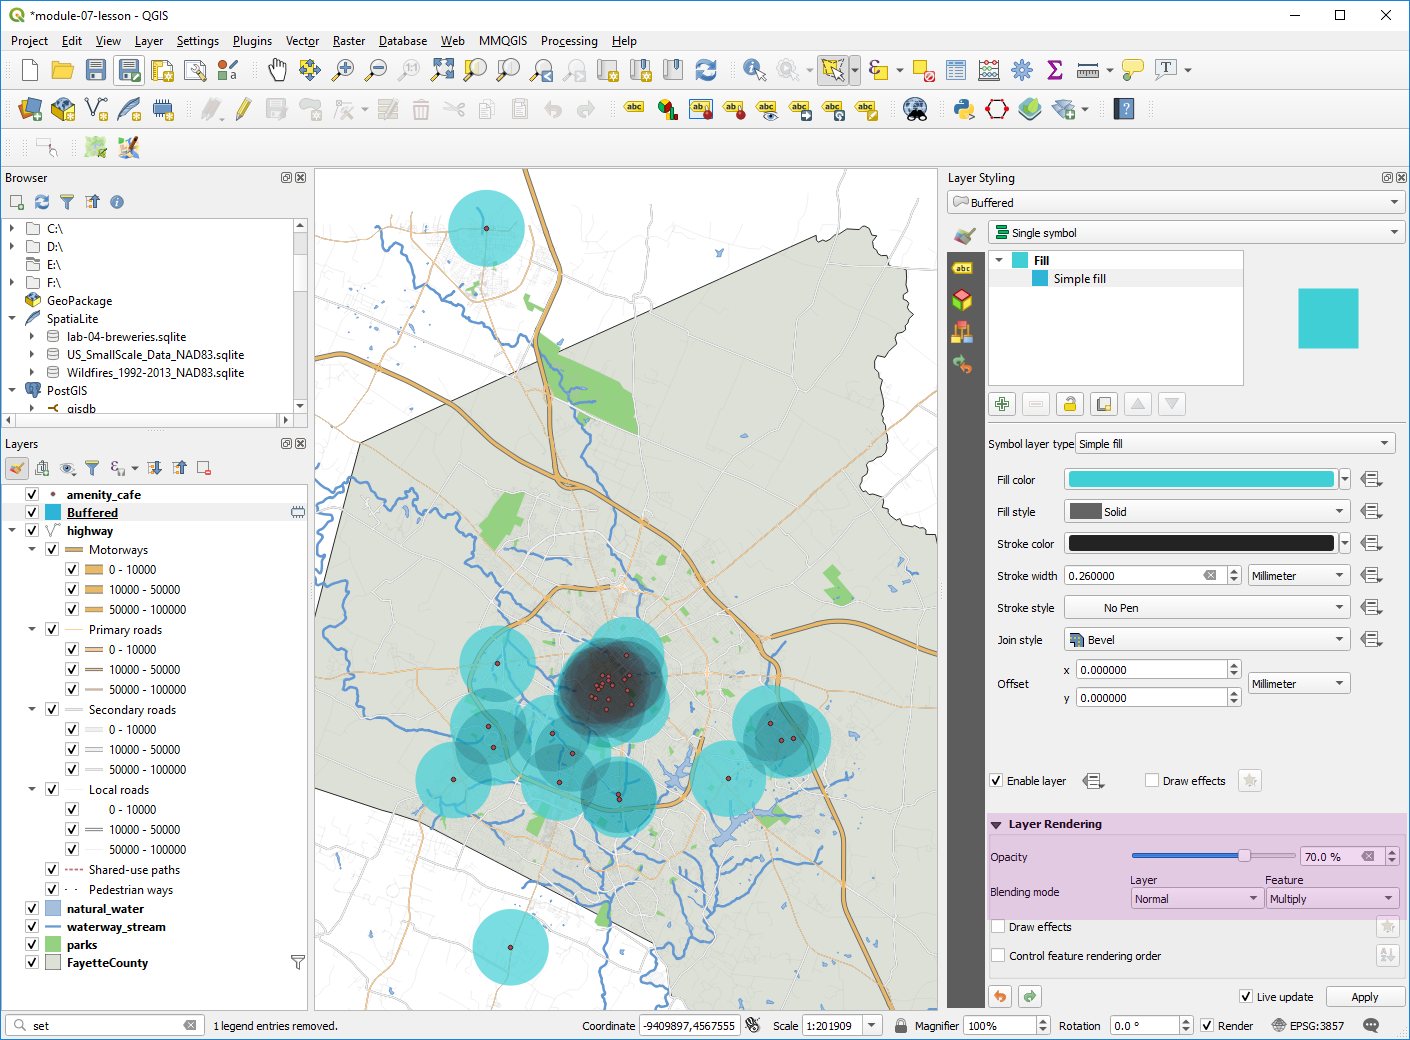 *module-07-lesson - QGIS
Project Edit View Layer Settings Plugins Vector Raster Database Web MMQGIS Processing Help
Browser
C:\
D:\
E:\
F:\
GeoPackage
SpatiaLite
lab-04-breweries.sqlite
US_SmallScale_Data_NAD83.sqlite
Wildfires_1992-2013_NAD83.sqlite
PostGIS
gisdb
Layers
amenity_cafe
Buffered
highway
Motorways
0 - 10000
10000 - 50000
50000 - 100000
Primary roads
0 - 10000
10000 - 50000
50000 - 100000
Secondary roads
0 - 10000
10000 - 50000
50000 - 100000
Local roads
0 - 10000
10000 - 50000
50000 - 100000
Shared-use paths
Pedestrian ways
natural_water
waterway_stream
parks
FayetteCounty
Layer Styling
Buffered
Single symbol
Fill
Simple fill
Symbol layer type Simple fill
Fill color
Fill style Solid
Stroke color
Stroke width 0.260000 Millimeter
Stroke style No Pen
Join style Bevel
Offset x 0.000000 Millimeter
y 0.000000
Enable layer Draw effects
Layer Rendering
Opacity 70.0 %
Layer Feature
Blending mode Normal Multiply
Draw effects
Control feature rendering order
Live update Apply
set 1 legend entries removed. Coordinate -9409897,4567555 Scale 1:201909 Magnifier 100% Rotation 0.0 ° Render EPSG:3857